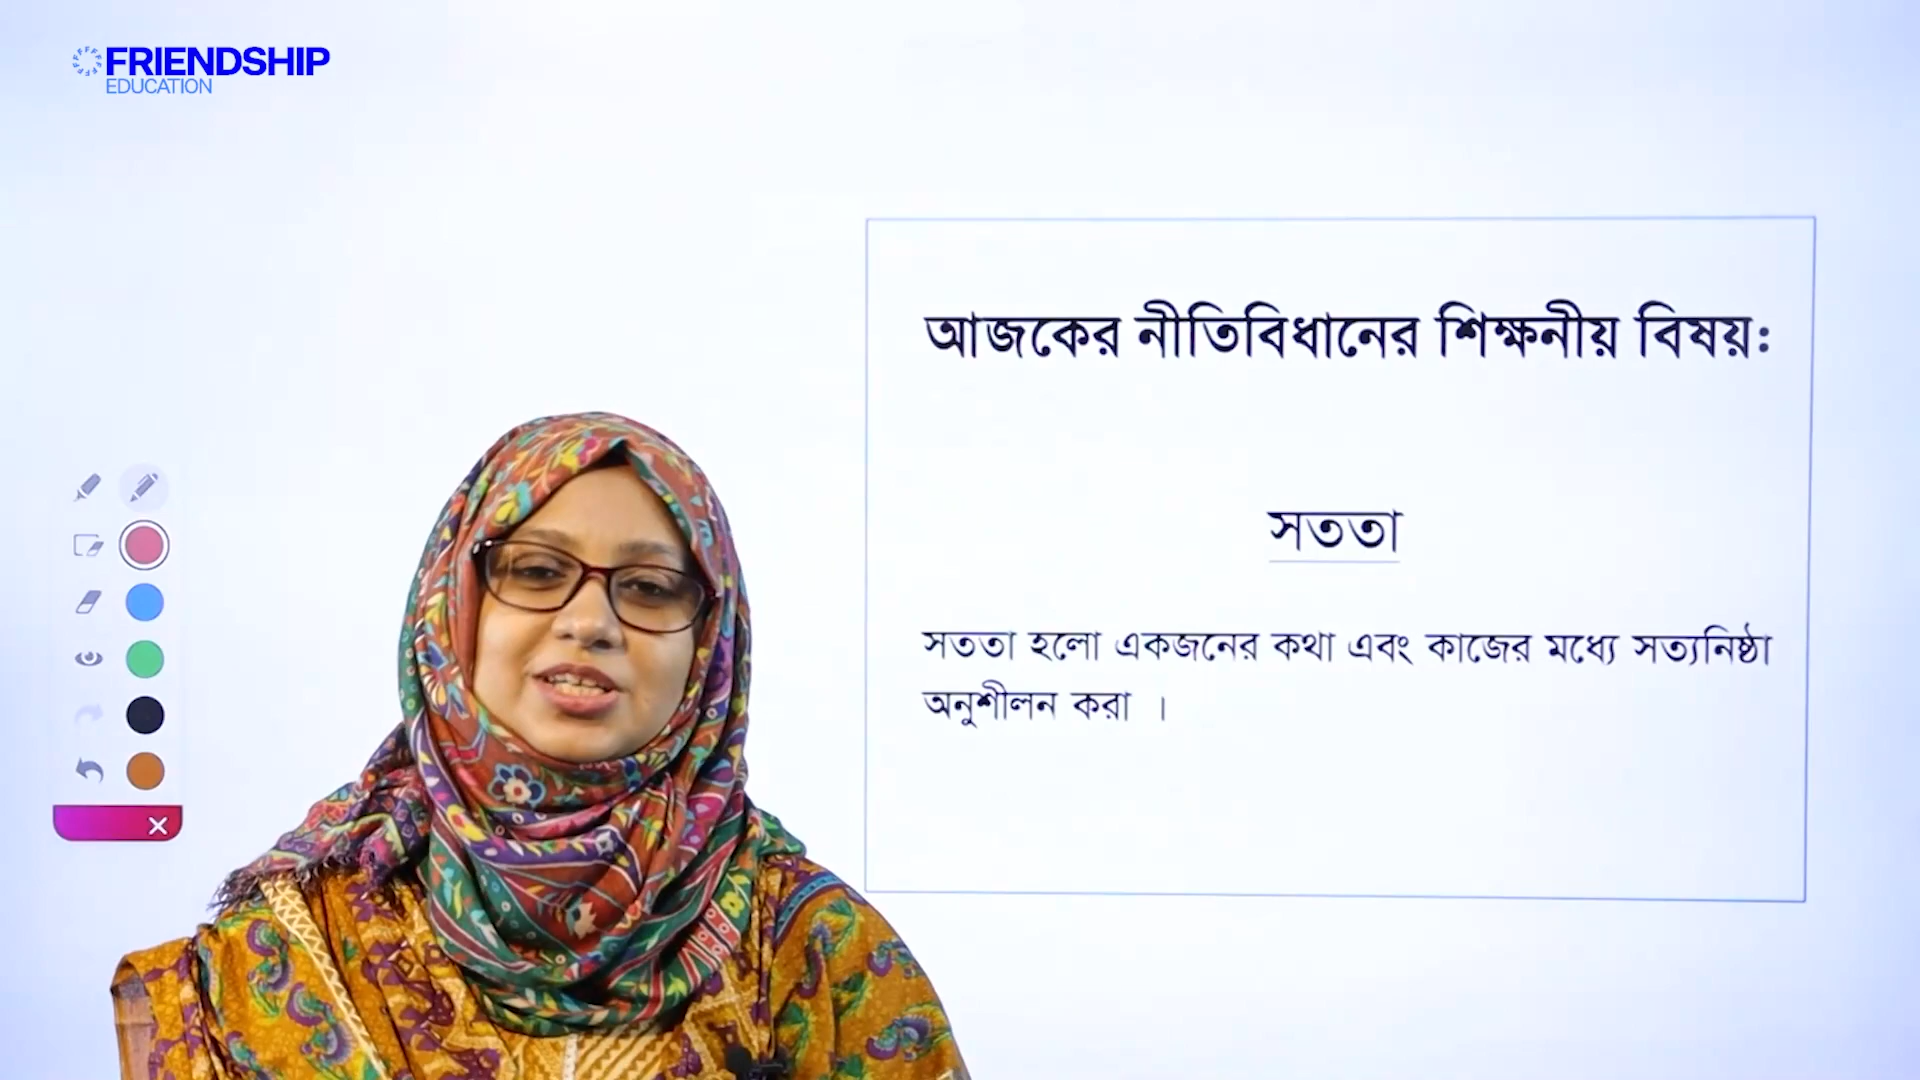 FRIENDSHIP
EDUCATION
আজকের নীতিবিধানের শিক্ষনীয় বিষয়:
সততা
সততা হলো একজনের কথা এবং কাজের মধ্যে সত্যনিষ্ঠা
অনুশীলন করা ।